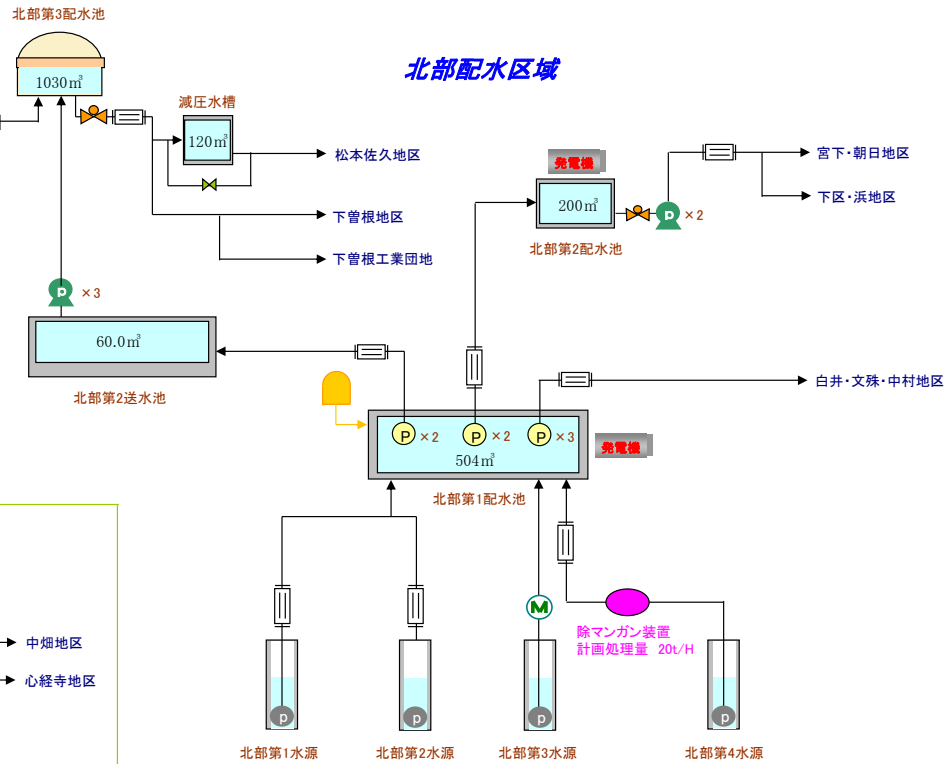 北部第3配水池
北部配水区域
1030㎥
減圧水槽
120㎥
松本佐久地区
発電機
宮下・朝日地区
200㎥
×2
下区・浜地区
下曽根地区
北部第2配水池
下曽根工業団地
P ×3
60.0㎥
白井・文殊・中村地区
北部第2送水池
P ×2
P ×2
P ×3
504㎥
発電機
北部第1配水池
M
除マンガン装置
計画処理量 20t/H
中畑地区
心経寺地区
p
p
p
p
北部第1水源
北部第2水源
北部第3水源
北部第4水源